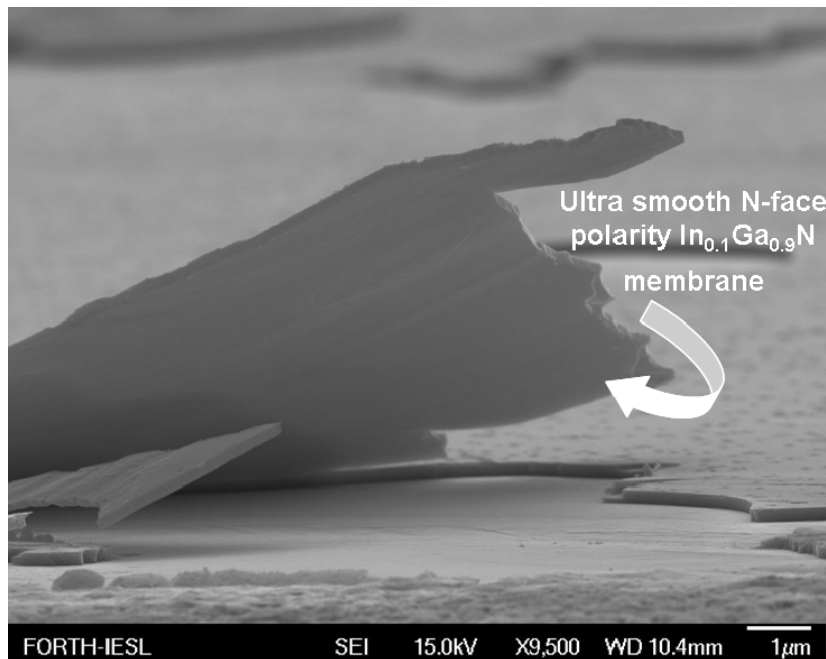 Ultra smooth N-face
polarity In₀.₁Ga₀.₉N
membrane
FORTH-IESL SEI 15.0kV X9,500 WD 10.4mm 1µm